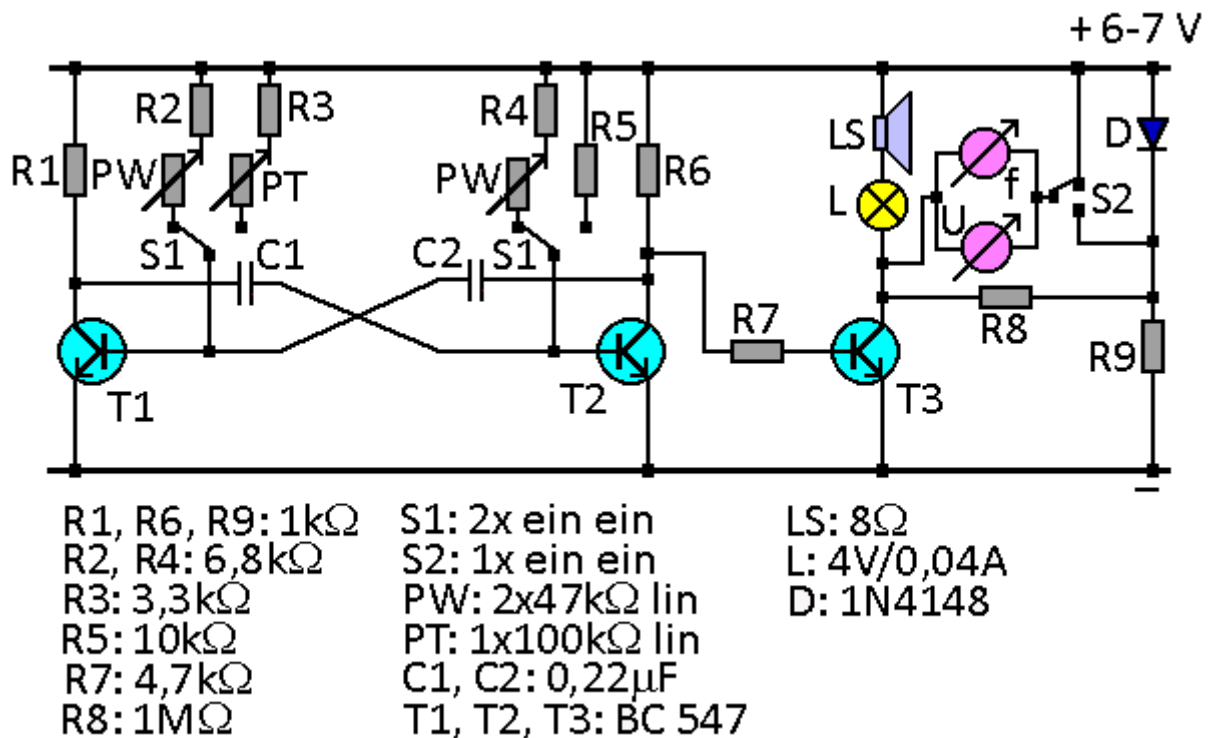 + 6-7 V
R2
R3
R4
R5
LS
D
R1
PW
PT
PW
R6
L
f
U
S2
S1
C1
C2
S1
R7
R8
R9
T1
T2
T3
–
R1, R6, R9: 1kΩ
R2, R4: 6,8kΩ
R3: 3,3kΩ
R5: 10kΩ
R7: 4,7kΩ
R8: 1MΩ
S1: 2x ein ein
S2: 1x ein ein
PW: 2x47kΩ lin
PT: 1x100kΩ lin
C1, C2: 0,22µF
T1, T2, T3: BC 547
LS: 8Ω
L: 4V/0,04A
D: 1N4148